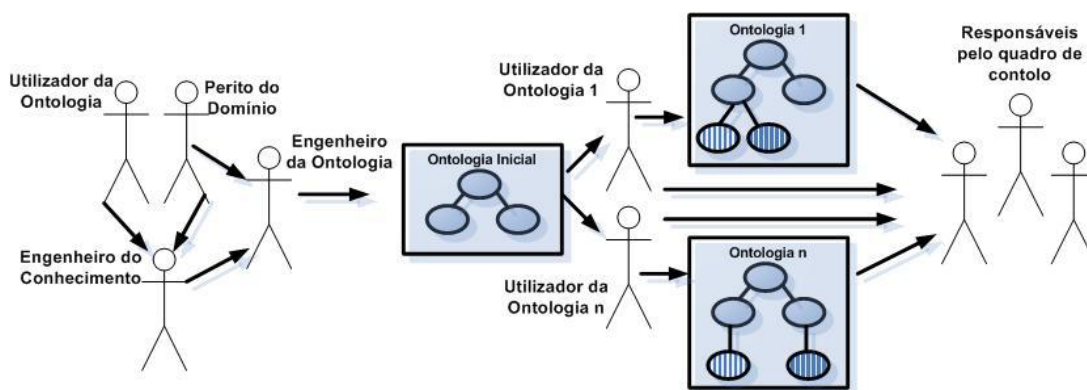 Utilizador da
Ontologia
Perito do
Domínio
Engenheiro do
Conhecimento
Engenheiro
da Ontologia
Ontologia Inicial
Utilizador da
Ontologia 1
Utilizador da
Ontologia n
Ontologia 1
Ontologia n
Responsáveis
pelo quadro de
contolo